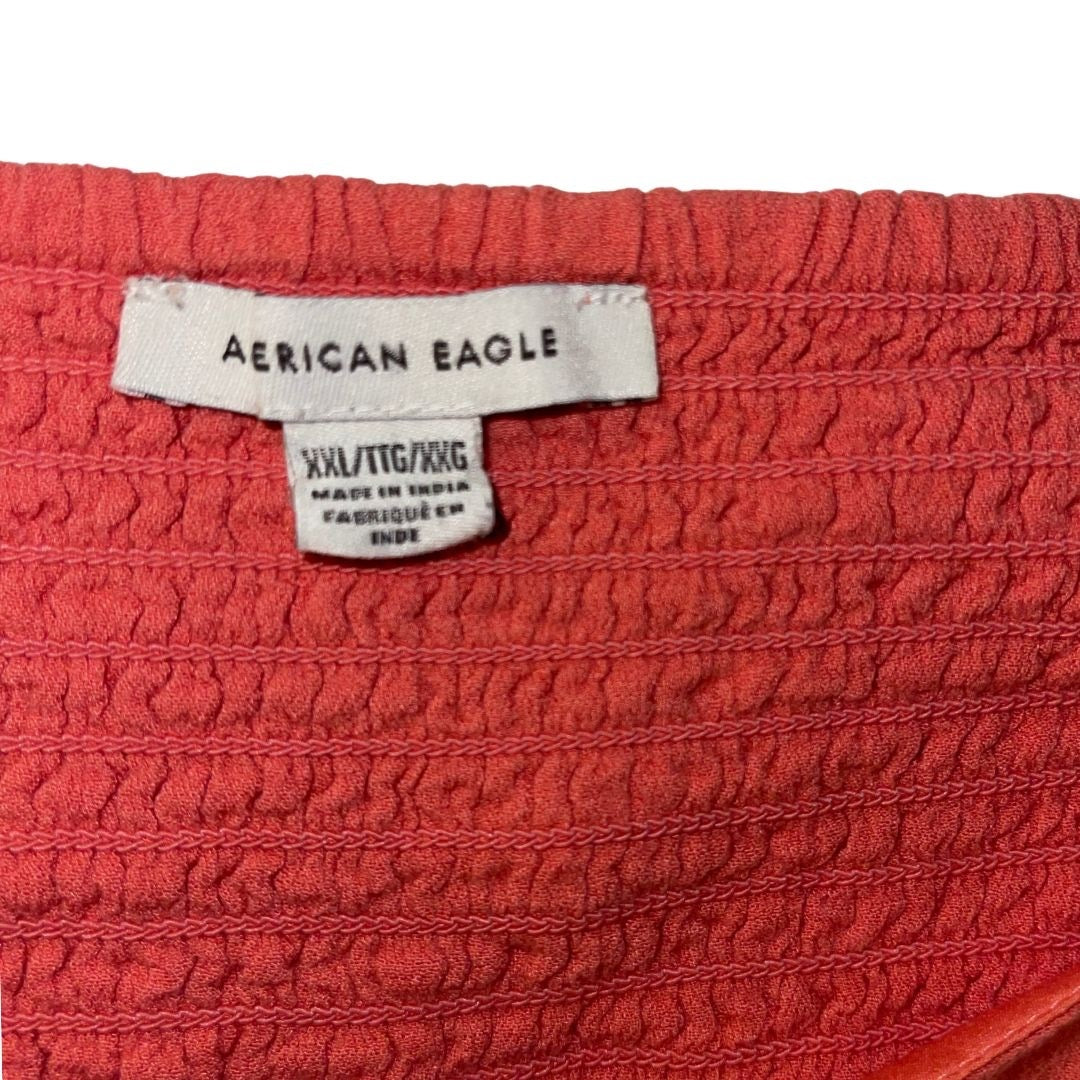 AERICAN EAGLE
XXL/TTG/XXG
MADE IN INDIA
FABRIQUÉ EN
INDE